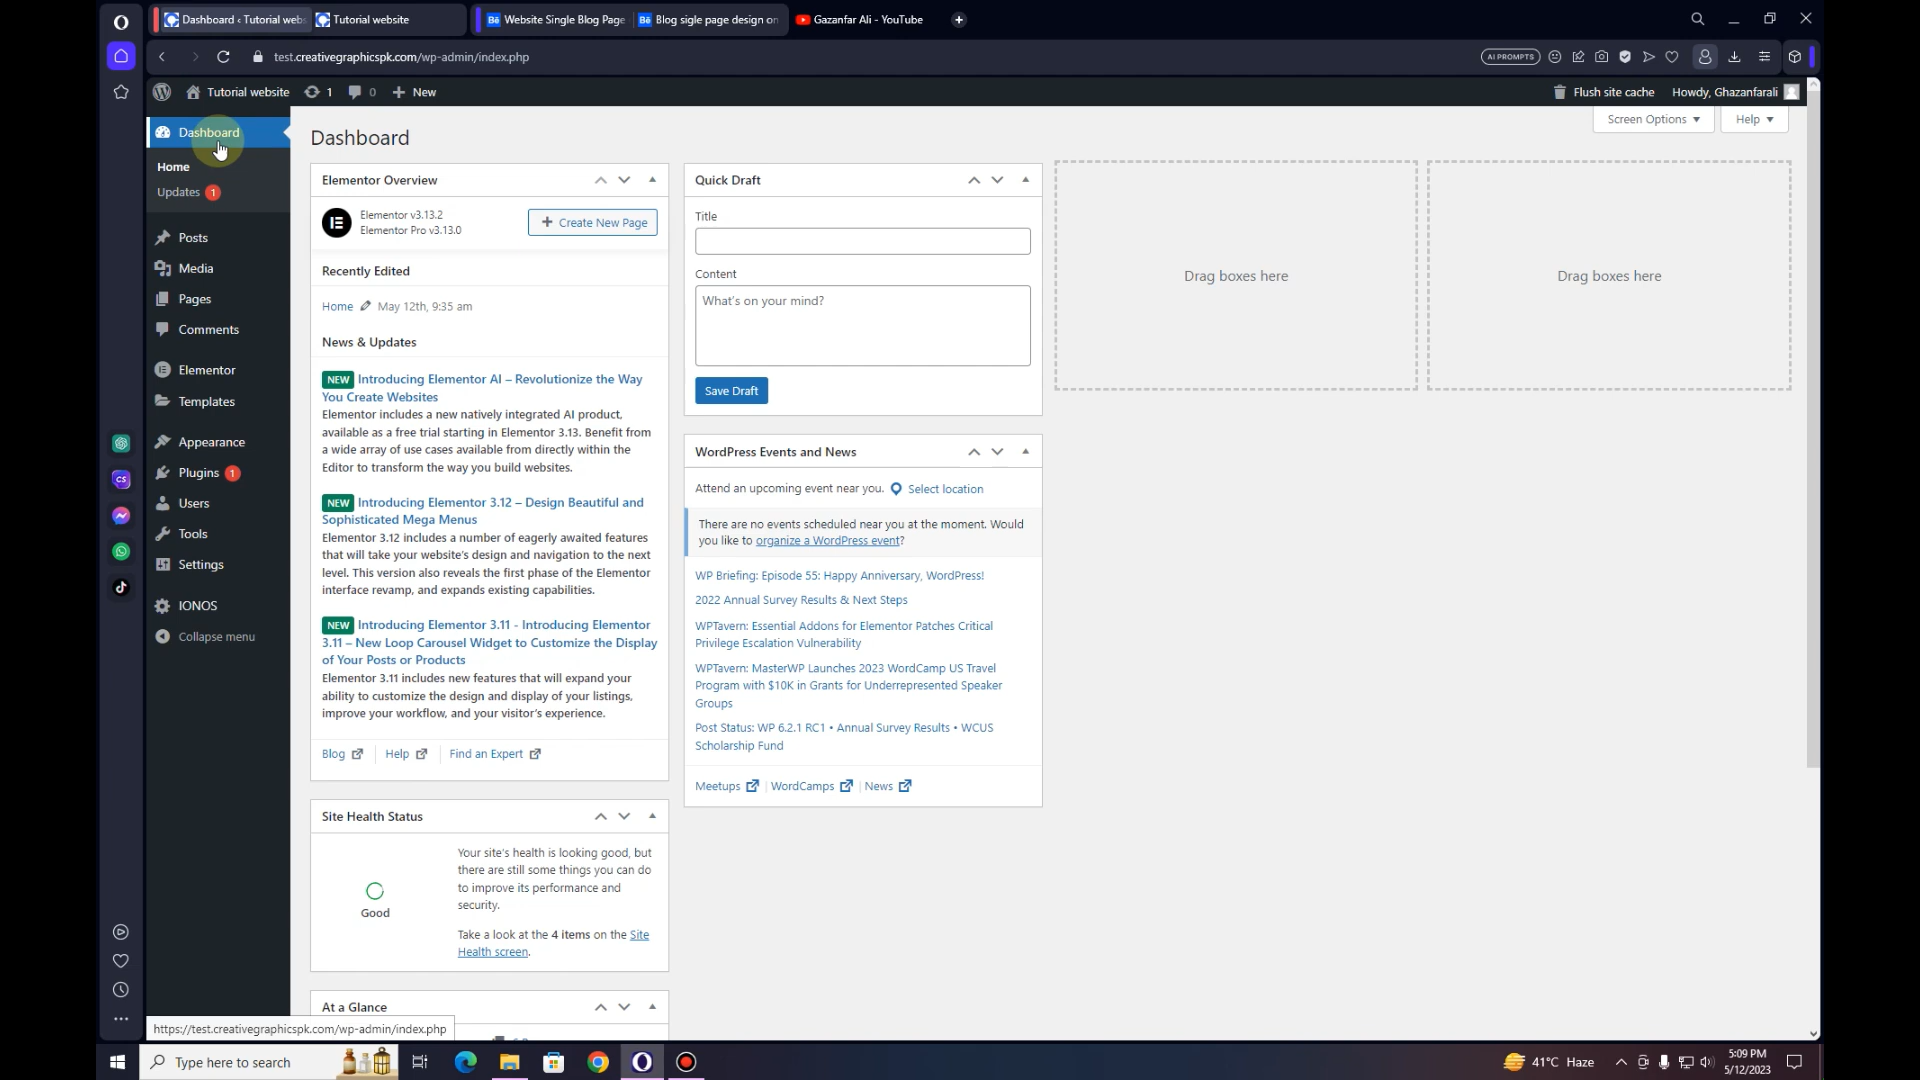 Dashboard ‹ Tutorial webs
Tutorial website
Website Single Blog Page
Blog sigle page design on
Gazanfar Ali - YouTube
test.creativegraphicspk.com/wp-admin/index.php
AI PROMPTS
Tutorial website
1
0
New
Flush site cache
Howdy, Ghazanfarali
Dashboard
Home
Updates 1
Posts
Media
Pages
Comments
Elementor
Templates
Appearance
Plugins 1
Users
Tools
Settings
IONOS
Collapse menu
Screen Options
Help
Dashboard
Elementor Overview
Elementor v3.13.2
Elementor Pro v3.13.0
+ Create New Page
Recently Edited
Home May 12th, 9:35 am
News & Updates
NEW Introducing Elementor AI – Revolutionize the Way
You Create Websites
Elementor includes a new natively integrated AI product,
available as a free trial starting in Elementor 3.13. Benefit from
a wide array of use cases available from directly within the
Editor to transform the way you build websites.
NEW Introducing Elementor 3.12 – Design Beautiful and
Sophisticated Mega Menus
Elementor 3.12 includes a number of eagerly awaited features
that will take your website's design and navigation to the next
level. This version also reveals the first phase of the Elementor
interface revamp, and expands existing capabilities.
NEW Introducing Elementor 3.11 - Introducing Elementor
3.11 – New Loop Carousel Widget to Customize the Display
of Your Posts or Products
Elementor 3.11 includes new features that will expand your
ability to customize the design and display of your listings,
improve your workflow, and your visitor's experience.
Blog
Help
Find an Expert
Site Health Status
Good
Your site's health is looking good, but
there are still some things you can do
to improve its performance and
security.
Take a look at the 4 items on the Site
Health screen.
At a Glance
Quick Draft
Title
Content
What's on your mind?
Save Draft
WordPress Events and News
Attend an upcoming event near you. Select location
There are no events scheduled near you at the moment. Would
you like to organize a WordPress event?
WP Briefing: Episode 55: Happy Anniversary, WordPress!
2022 Annual Survey Results & Next Steps
WPTavern: Essential Addons for Elementor Patches Critical
Privilege Escalation Vulnerability
WPTavern: MasterWP Launches 2023 WordCamp US Travel
Program with $10K in Grants for Underrepresented Speaker
Groups
Post Status: WP 6.2.1 RC1 • Annual Survey Results • WCUS
Scholarship Fund
Meetups
WordCamps
News
Drag boxes here
Drag boxes here
https://test.creativegraphicspk.com/wp-admin/index.php
Type here to search
41°C Haze
5:09 PM
5/12/2023